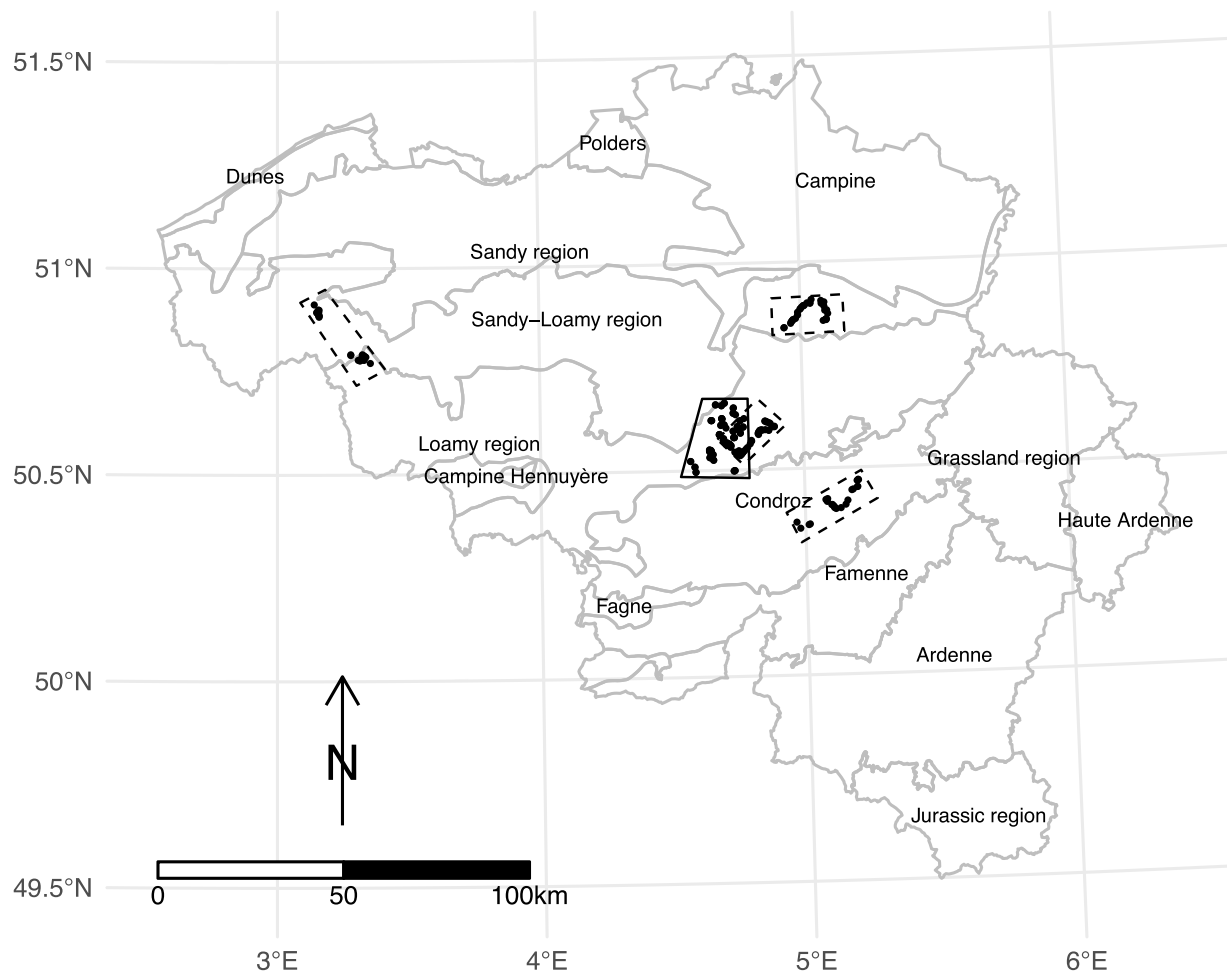 51.5°N
Polders
Dunes
Campine
Sandy region
51°N
Sandy–Loamy region
Loamy region
Grassland region
50.5°N
Campine Hennuyère
Condroz
Haute Ardenne
Famenne
Fagne
Ardenne
50°N
N
Jurassic region
49.5°N
0
50
100km
3°E
4°E
5°E
6°E